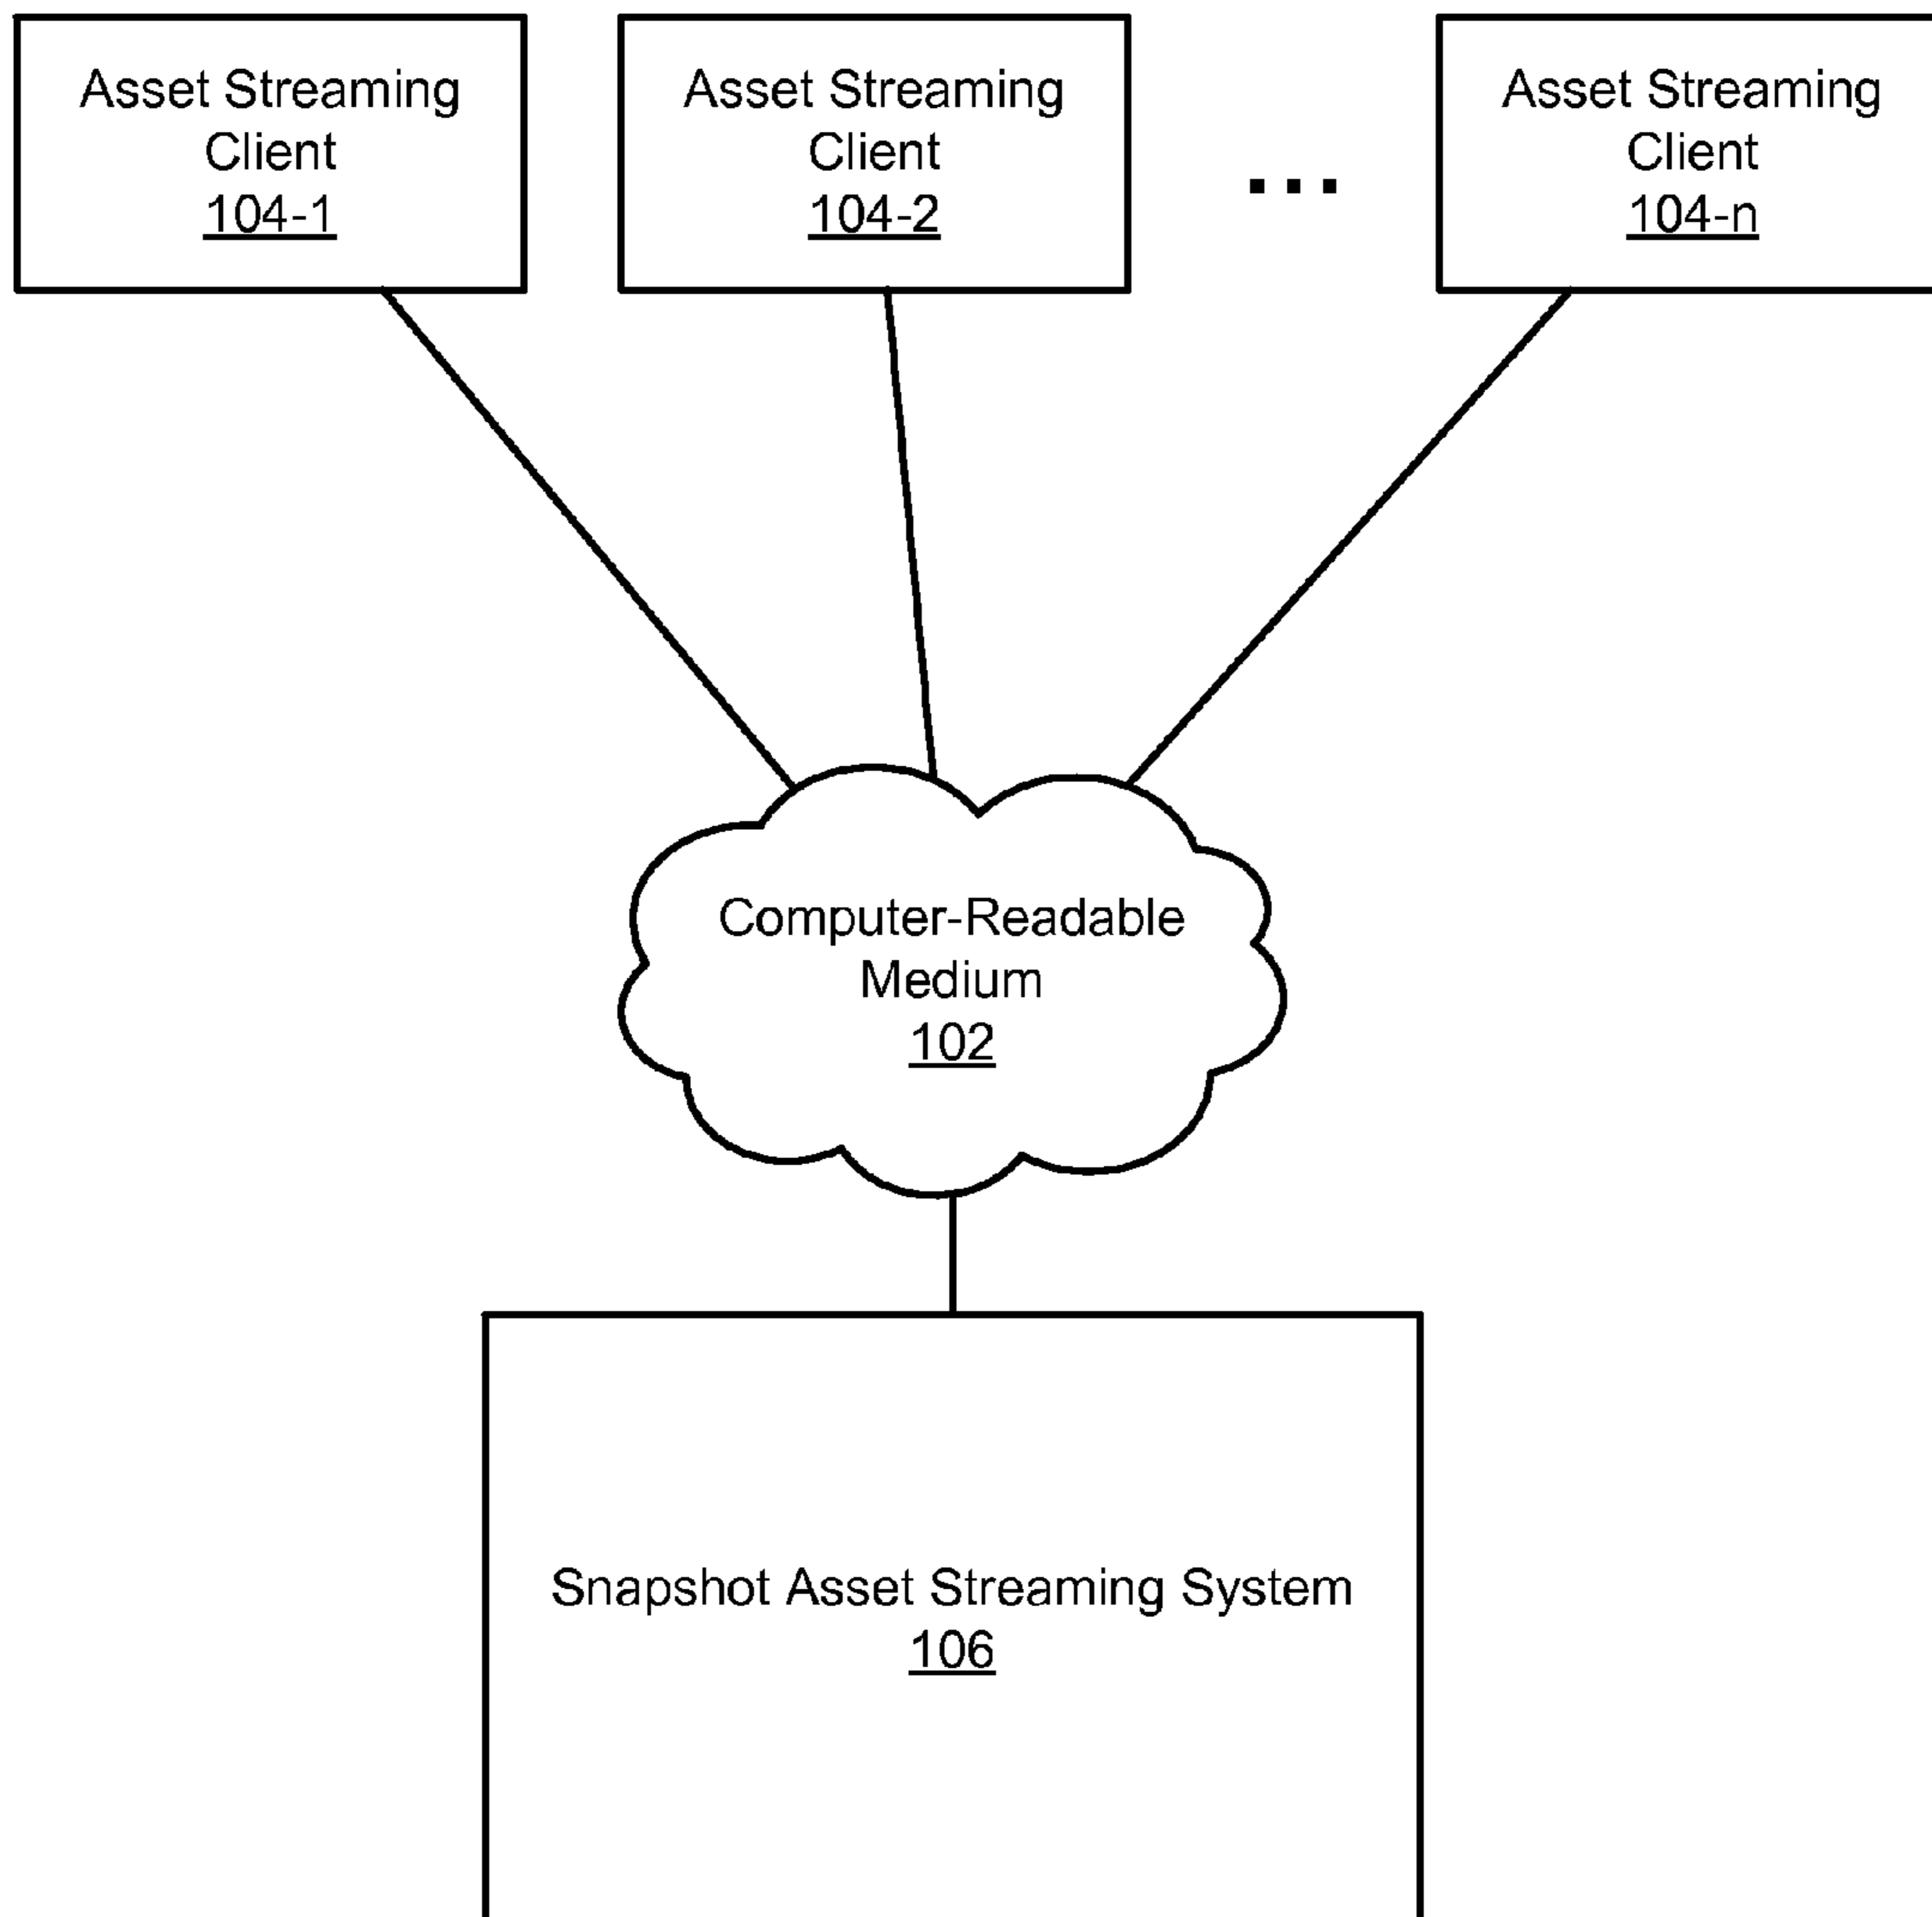 Asset Streaming
Client
104-1
Asset Streaming
Client
104-2
...
Asset Streaming
Client
104-n
Computer-Readable
Medium
102
Snapshot Asset Streaming System
106